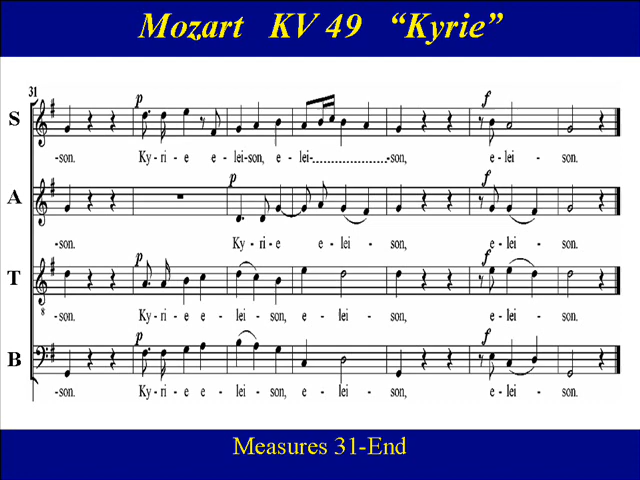 Mozart KV 49 “Kyrie”
31
p
f
S
-son. Ky - ri - e e - lei-son, e - lei-......................-son, e - lei - son.
p
f
A
-son. Ky - ri - e e - lei - son, e - lei - son.
p
f
T
8
-son. Ky - ri - e e - lei - son, e - lei - son, e - lei - son.
p
f
B
-son. Ky - ri - e e - lei - son, e - lei - son, e - lei - son.
Measures 31-End